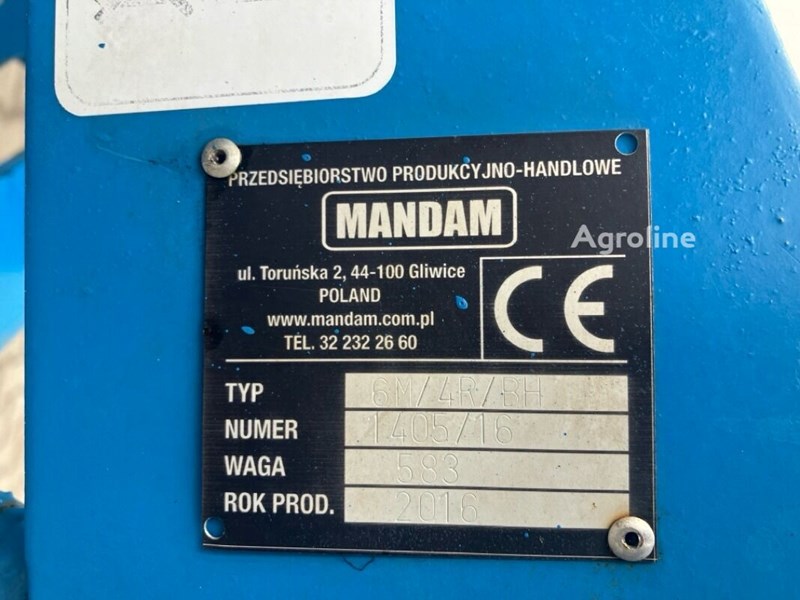 PRZEDSIĘBIORSTWO PRODUKCYJNO-HANDLOWE
MANDAM
ul. Toruńska 2, 44-100 Gliwice
POLAND
www.mandam.com.pl
TEL. 32 232 26 60
CE
Agroline
TYP 6M/4R/BH
NUMER 1405/16
WAGA 583
ROK PROD. 2016